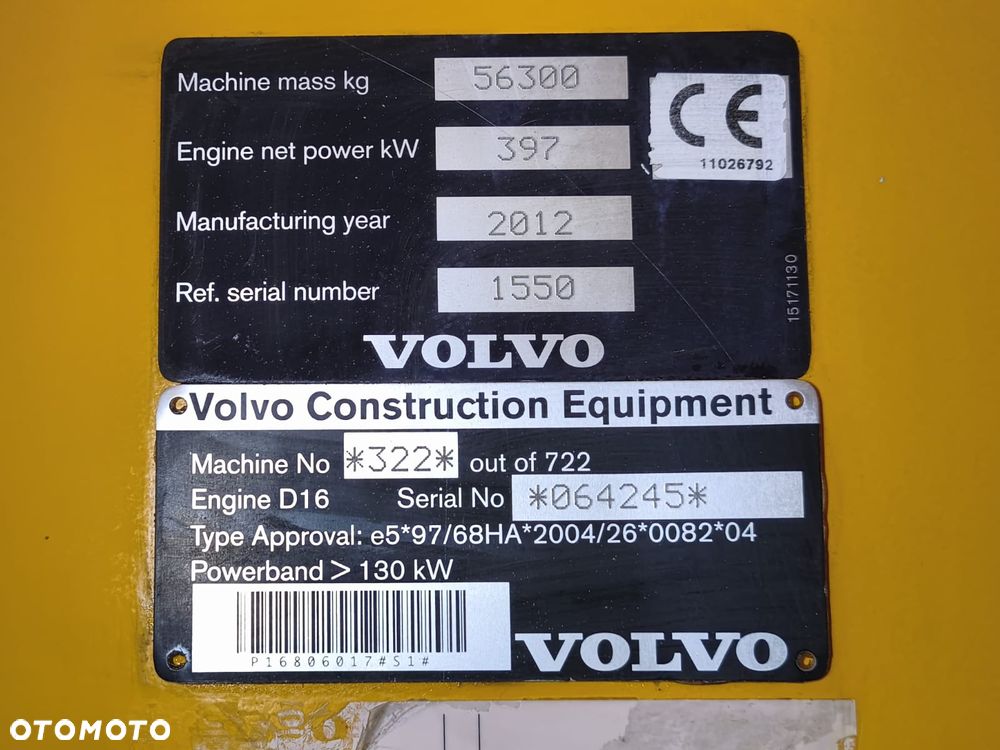 Machine mass kg 56300
CE
11026792
Engine net power kW 397
Manufacturing year 2012
Ref. serial number 1550
15171130
VOLVO
Volvo Construction Equipment
Machine No *322* out of 722
Engine D16 Serial No *064245*
Type Approval: e5*97/68HA*2004/26*0082*04
Powerband > 130 kW
P16806017#S1#
VOLVO
OTOMOTO